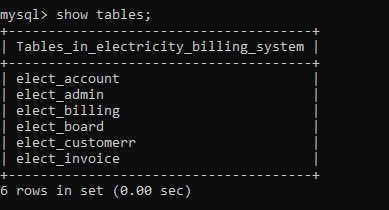 mysql> show tables;
+------------------------------------+
| Tables_in_electricity_billing_system |
+------------------------------------+
| elect_account |
| elect_admin |
| elect_billing |
| elect_board |
| elect_customerr |
| elect_invoice |
+------------------------------------+
6 rows in set (0.00 sec)